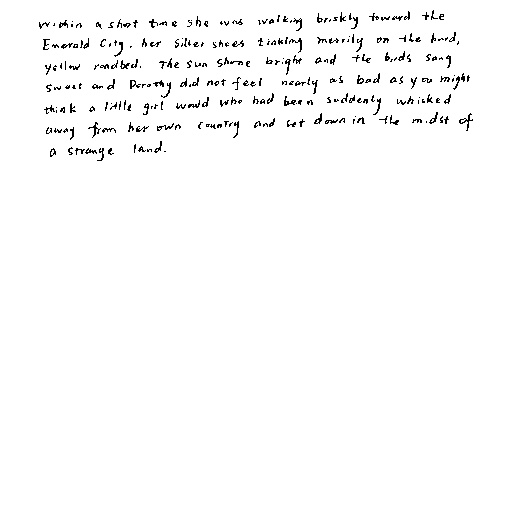 Within a short time she was walking briskly toward the
Emerald City, her Silver Shoes tinkling merrily on the hard,
yellow roadbed. The sun shone bright and the birds sang
sweet and Dorothy did not feel nearly as bad as you might
think a little girl would who had been suddenly whisked
away from her own country and set down in the midst of
a strange land.